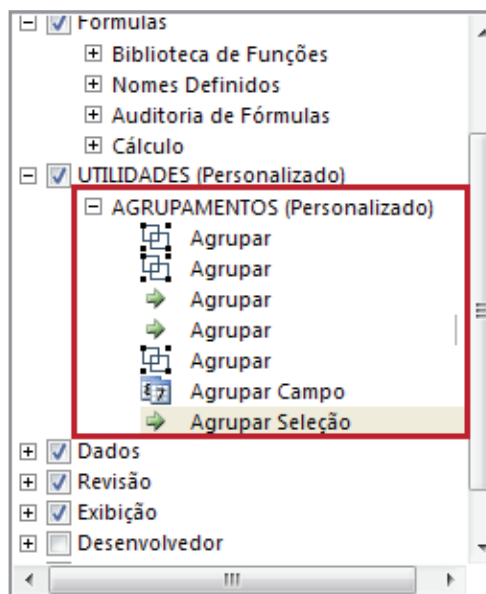 Fórmulas
Biblioteca de Funções
Nomes Definidos
Auditoria de Fórmulas
Cálculo
UTILIDADES (Personalizado)
AGRUPAMENTOS (Personalizado)
Agrupar
Agrupar
Agrupar
Agrupar
Agrupar
Agrupar Campo
Agrupar Seleção
Dados
Revisão
Exibição
Desenvolvedor